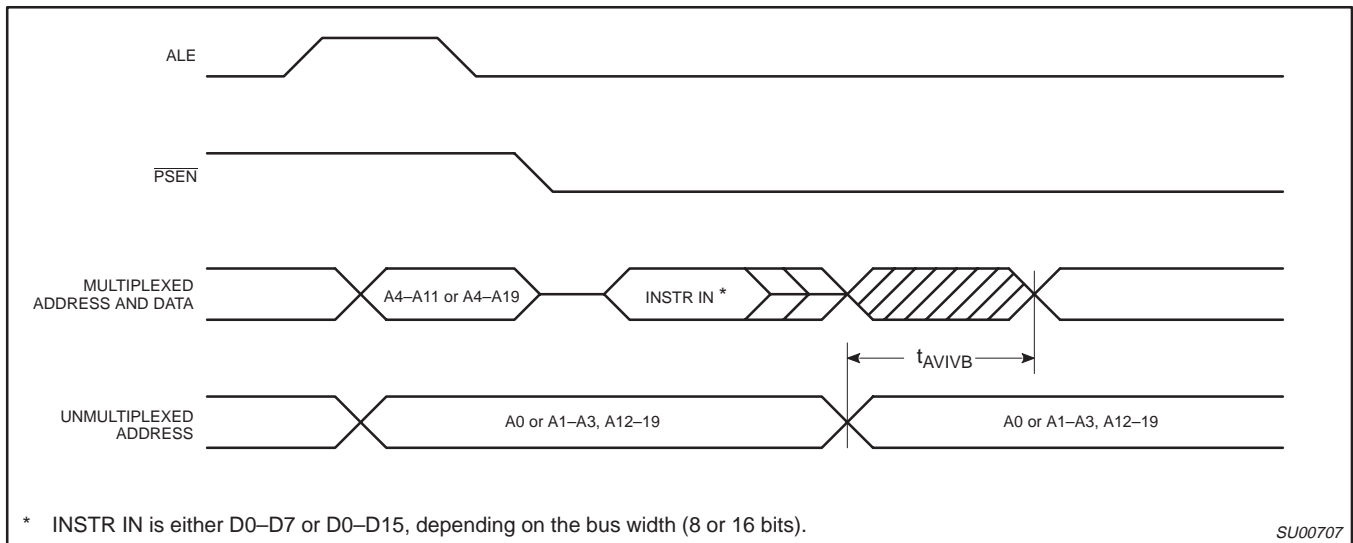 ALE
PSEN
MULTIPLEXED
ADDRESS AND DATA
A4–A11 or A4–A19
INSTR IN *
tAVIVB
UNMULTIPLEXED
ADDRESS
A0 or A1–A3, A12–19
A0 or A1–A3, A12–19
* INSTR IN is either D0–D7 or D0–D15, depending on the bus width (8 or 16 bits).
SU00707